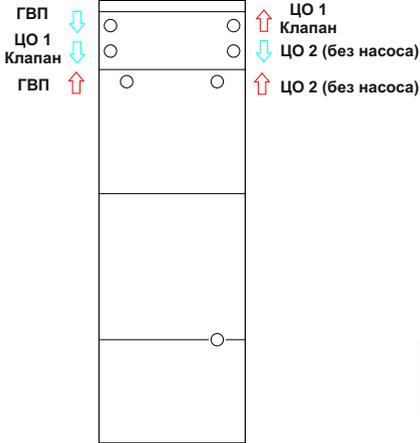 ГВП
ЦО 1
Клапан
ГВП
ЦО 1
Клапан
ЦО 2 (без насоса)
ЦО 2 (без насоса)